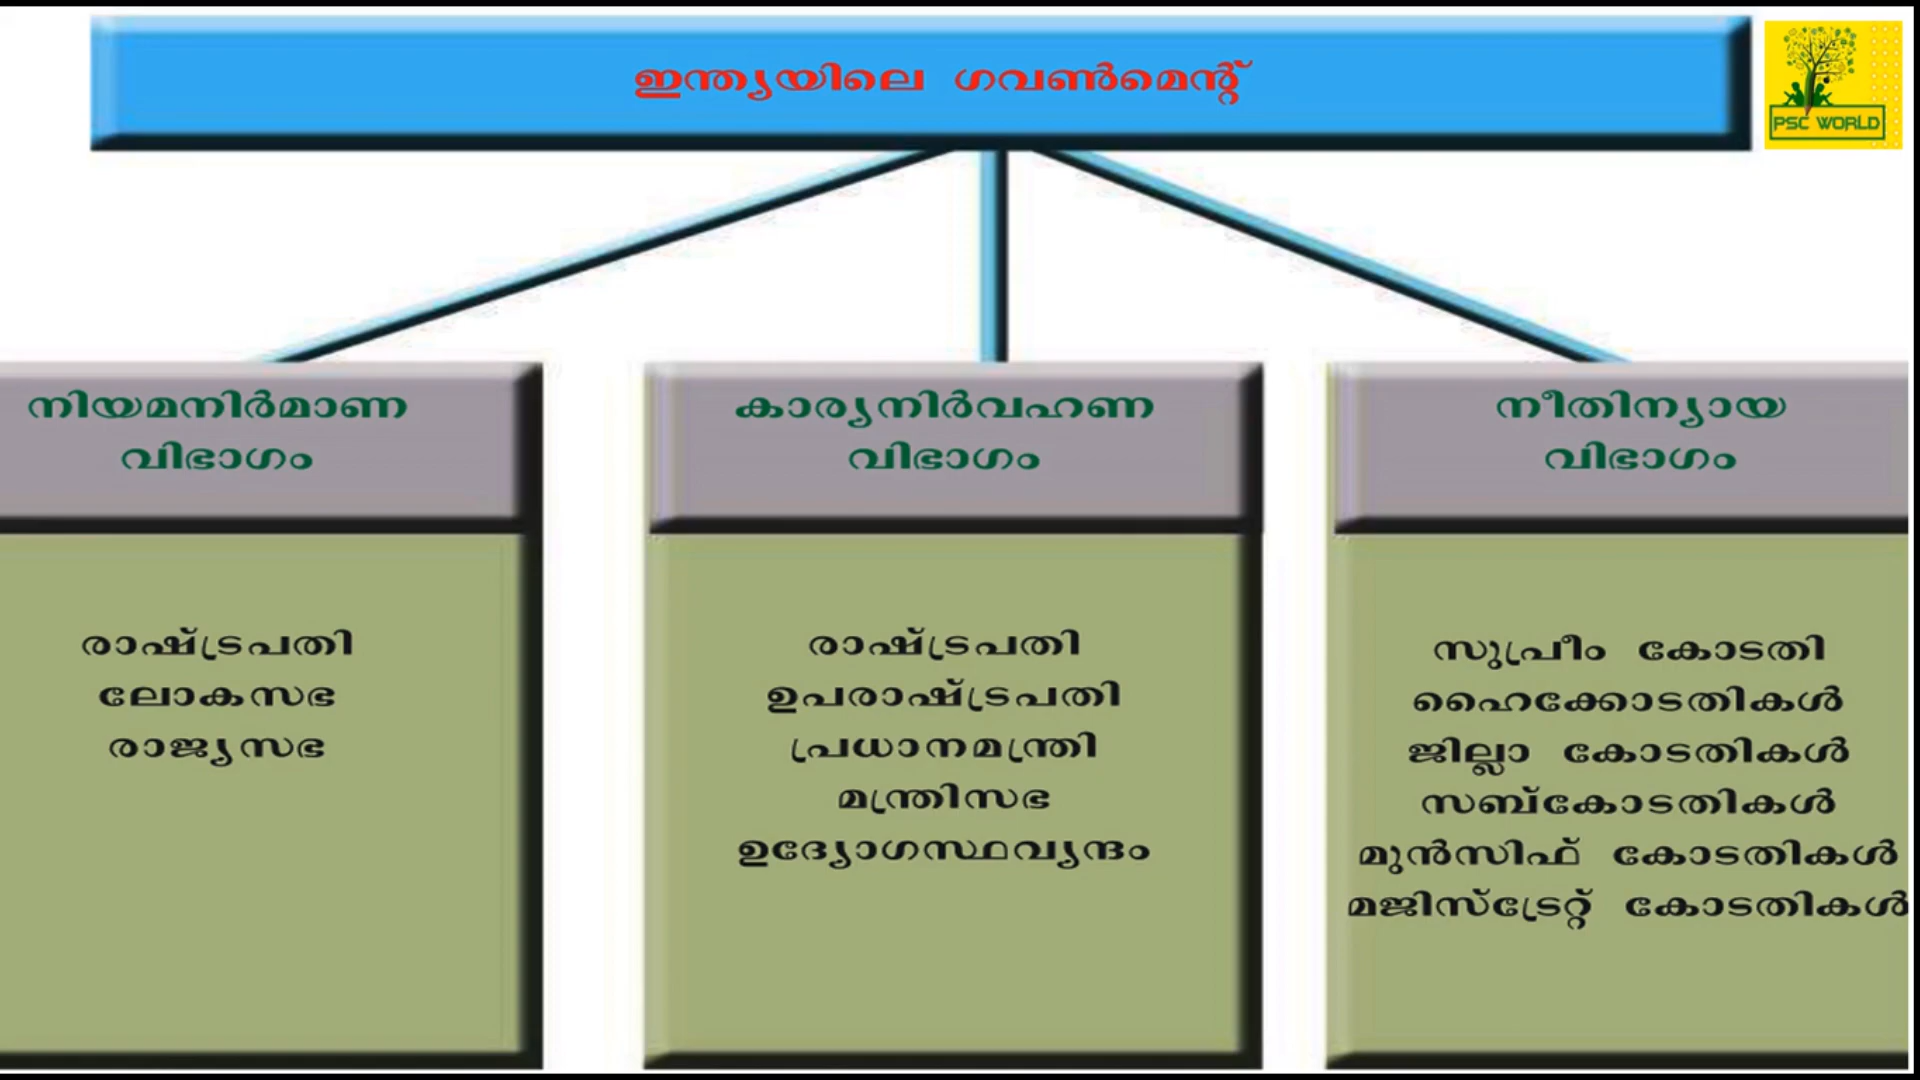 ഇന്ത്യയിലെ ഗവൺമെന്റ്
PSC WORLD
നിയമനിർമാണ
വിഭാഗം
രാഷ്ട്രപതി
ലോകസഭ
രാജ്യസഭ
കാര്യനിർവഹണ
വിഭാഗം
രാഷ്ട്രപതി
ഉപരാഷ്ട്രപതി
പ്രധാനമന്ത്രി
മന്ത്രിസഭ
ഉദ്യോഗസ്ഥവൃന്ദം
നീതിന്യായ
വിഭാഗം
സുപ്രീം കോടതി
ഹൈക്കോടതികൾ
ജില്ലാ കോടതികൾ
സബ്കോടതികൾ
മുൻസിഫ് കോടതികൾ
മജിസ്ട്രേറ്റ് കോടതികൾ